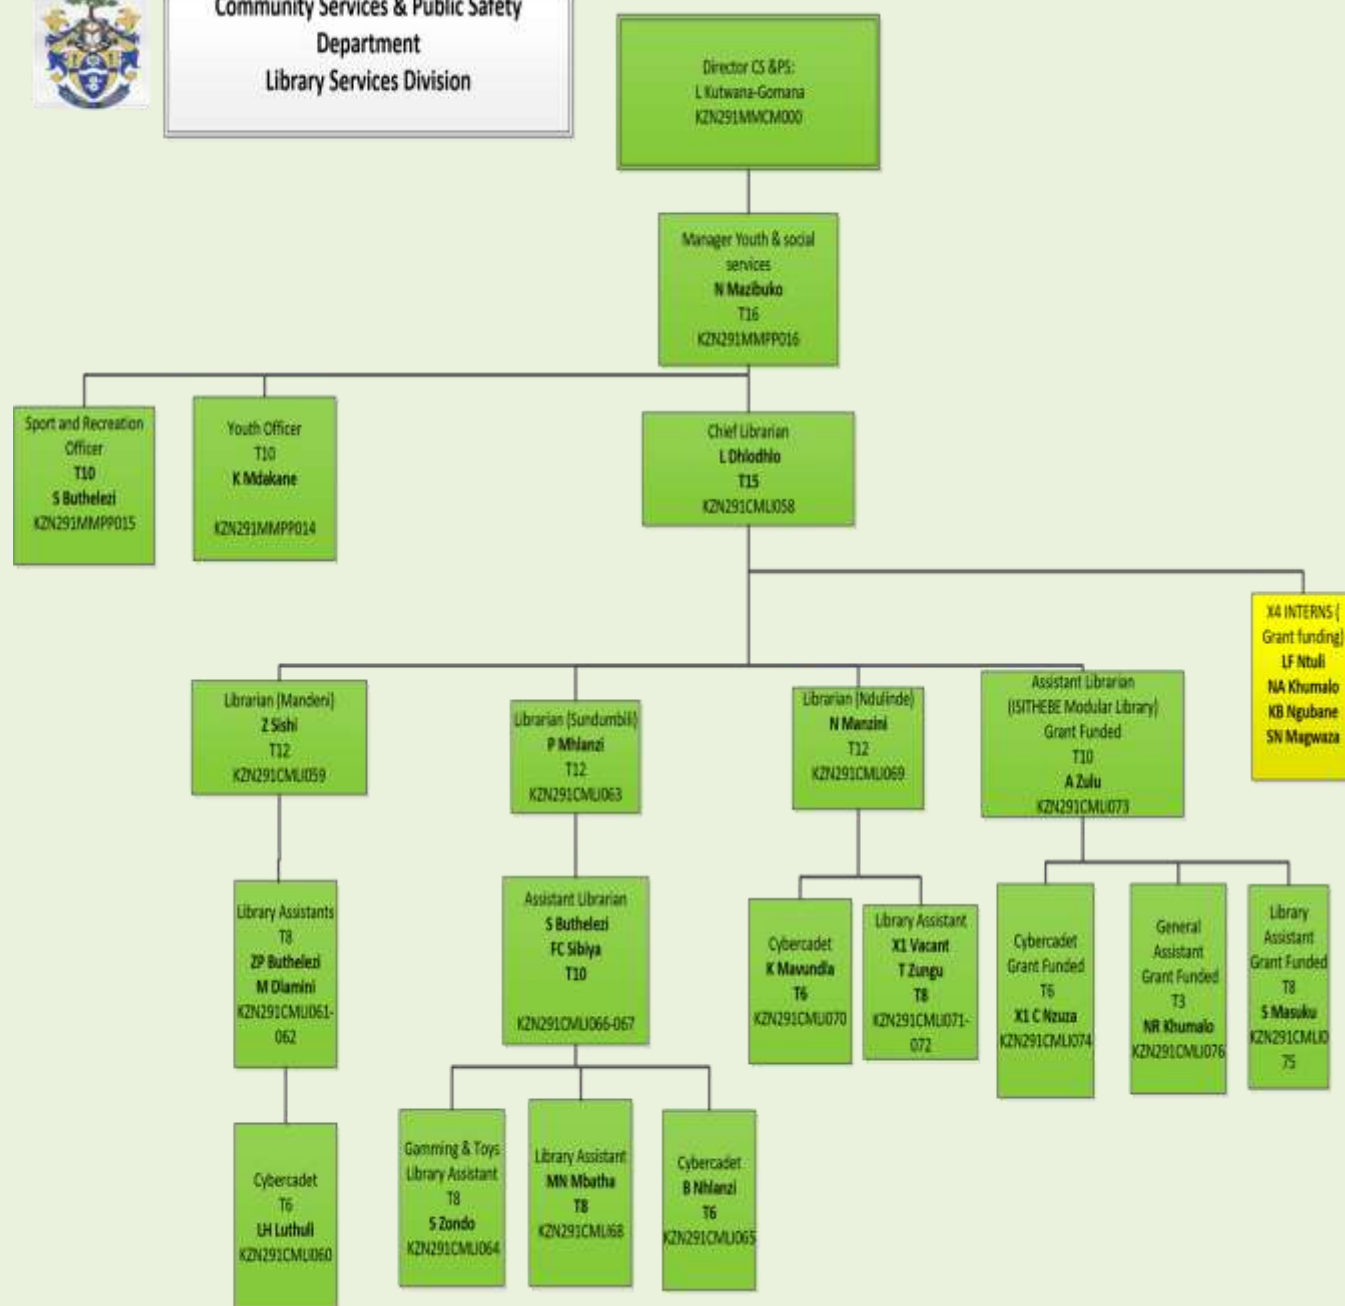 Community Services & Public Safety
Department
Library Services Division
Director CS &PS:
L Kutwana-Gomana
KZN291MMCM000
Manager Youth & social
services
N Mazibuko
T16
KZN291MMPP016
Sport and Recreation
Officer
T10
S Buthelezi
KZN291MMPP015
Youth Officer
T10
K Mdakane
KZN291MMPP014
Chief Librarian
L Dhlodhlo
T15
KZN291CMLI058
X4 INTERNS (
Grant funding)
LF Ntuli
NA Khumalo
KB Ngubane
SN Magwaza
Librarian (Mandeni)
Z Sishi
T12
KZN291CMLI059
Librarian (Sundumbili)
P Mhlanzi
T12
KZN291CMLI063
Librarian (Ndulinde)
N Manzini
T12
KZN291CMLI069
Assistant Librarian
(ISITHEBE Modular Library)
Grant Funded
T10
A Zulu
KZN291CMLI073
Library Assistants
T8
ZP Buthelezi
M Dlamini
KZN291CMLI061-
062
Assistant Librarian
S Buthelezi
FC Sibiya
T10
KZN291CMLI066-067
Cybercadet
K Mavundla
T6
KZN291CMLI070
Library Assistant
X1 Vacant
T Zungu
T8
KZN291CMLI071-
072
Cybercadet
Grant Funded
T6
X1 C Nzuza
KZN291CMLI074
General
Assistant
Grant Funded
T3
NR Khumalo
KZN291CMLI076
Library
Assistant
Grant Funded
T8
S Masuku
KZN291CMLI0
75
Cybercadet
T6
LH Luthuli
KZN291CMLI060
Gamming & Toys
Library Assistant
T8
S Zondo
KZN291CMLI064
Library Assistant
MN Mbatha
T8
KZN291CMLI68
Cybercadet
B Nhlanzi
T6
KZN291CMLI065